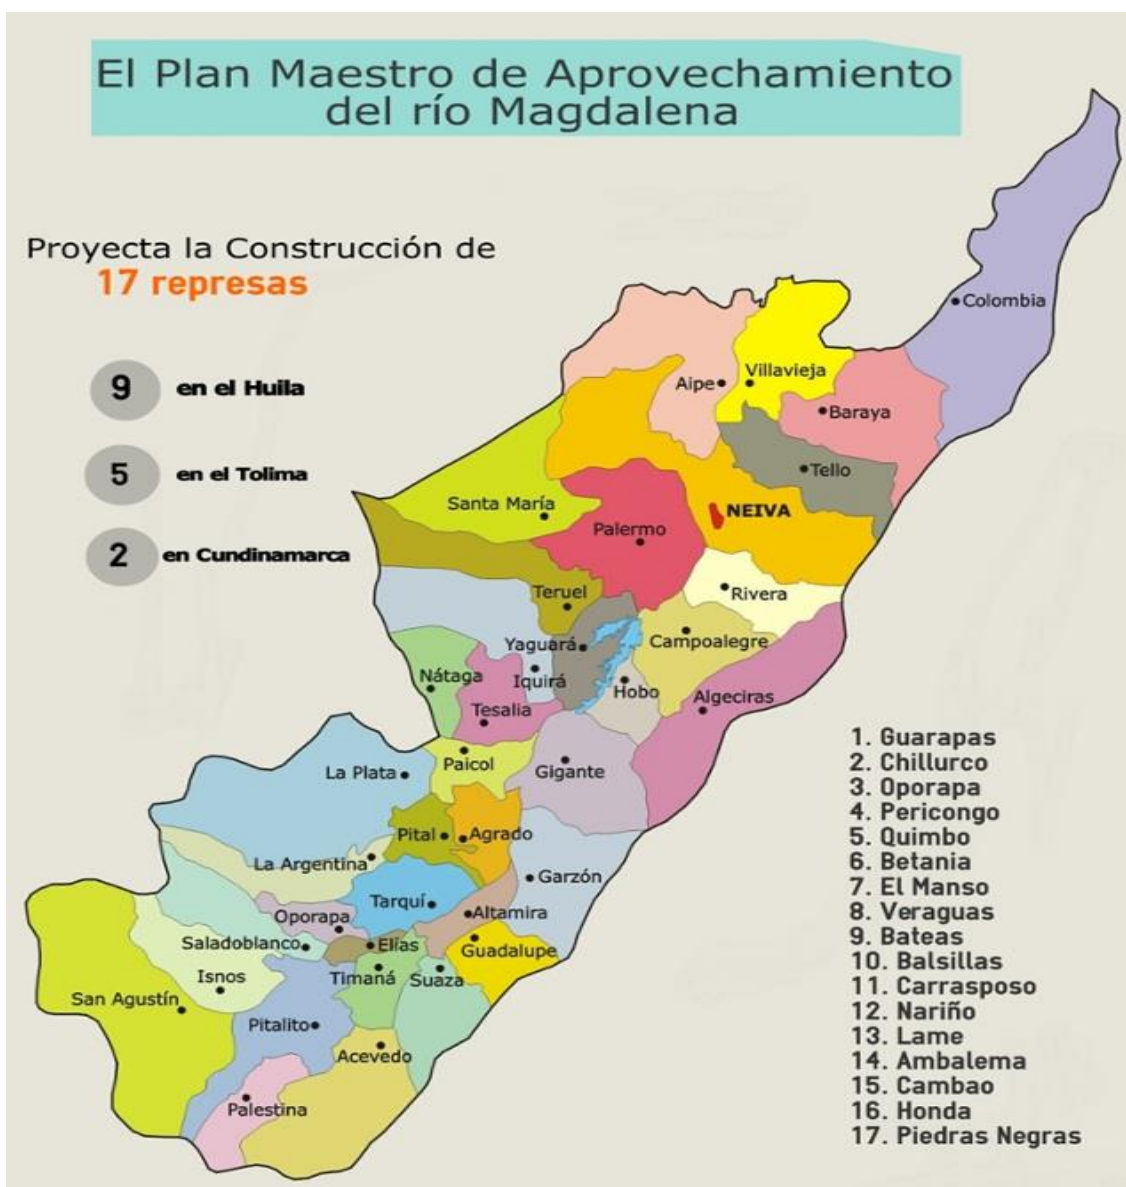 El Plan Maestro de Aprovechamiento
del río Magdalena
Proyecta la Construcción de
17 represas
9 en el Huila
5 en el Tolima
2 en Cundinamarca
Colombia
Villavieja
Aipe
Baraya
Tello
Santa María
NEIVA
Palermo
Teruel
Rivera
Yaguará
Campoalegre
Nátaga
Iquirá
Hobo
Algeciras
Tesalia
Paicol
La Plata
Gigante
Pital
Agrado
La Argentina
Garzón
Tarquí
Oporapa
Altamira
Saladoblanco
Elías
Guadalupe
Isnos
Timaná
Suaza
San Agustín
Pitalito
Acevedo
Palestina
1. Guarapas
2. Chillurco
3. Oporapa
4. Pericongo
5. Quimbo
6. Betania
7. El Manso
8. Veraguas
9. Bateas
10. Balsillas
11. Carrasposo
12. Nariño
13. Lame
14. Ambalema
15. Cambao
16. Honda
17. Piedras Negras